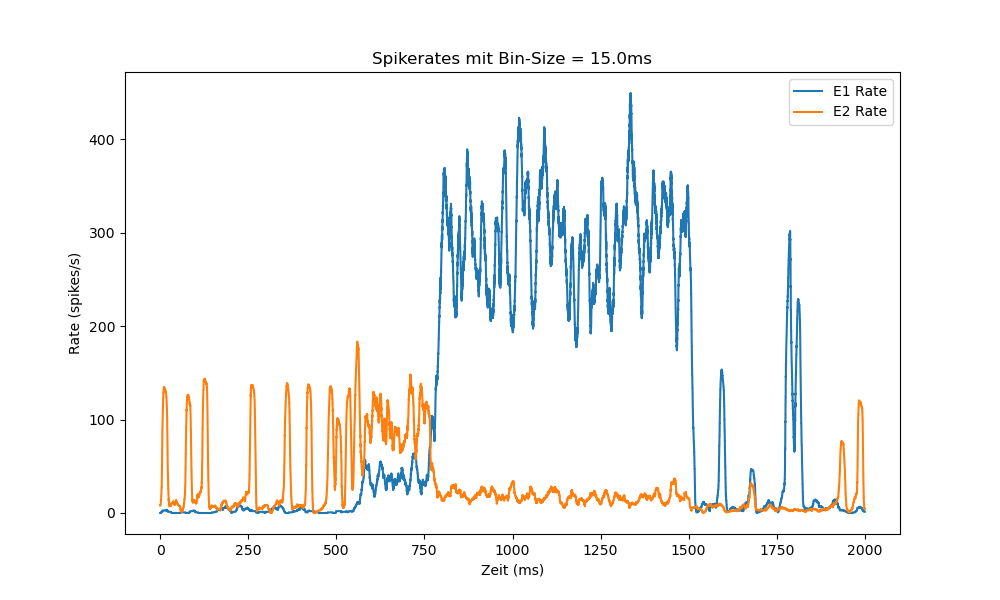 Spikerates mit Bin-Size = 15.0ms
E1 Rate
E2 Rate
400
300
200
100
0
Rate (spikes/s)
0 250 500 750 1000 1250 1500 1750 2000
Zeit (ms)